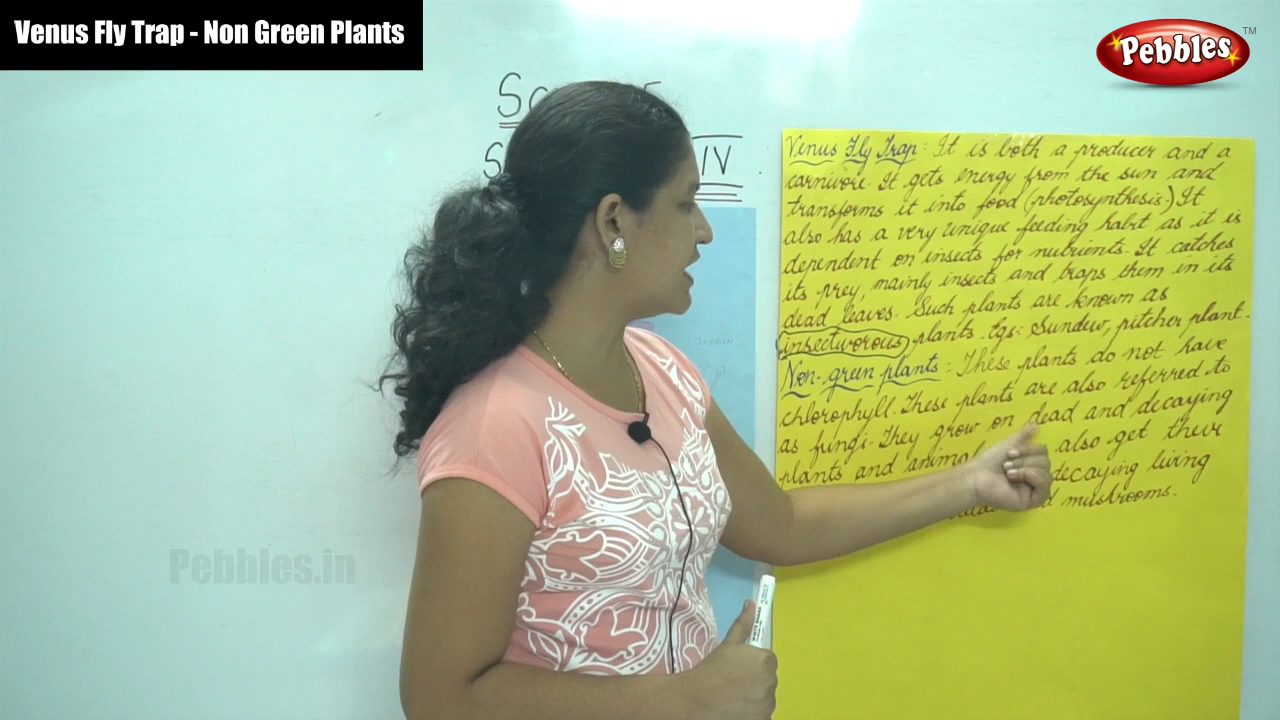 Venus Fly Trap - Non Green Plants
Pebbles TM
IV
Venus Fly Trap: It is both a producer and a
carnivore. It gets energy from the sun and
transforms it into food (photosynthesis.) It
also has a very unique feeding habit as it is
dependent on insects for nutrients. It catches
its prey, mainly insects and traps them in its
dead leaves. Such plants are known as
insectivorous plants. Egs: Sundew, pitcher plant.
Non-green plants: These plants do not have
chlorophyll. These plants are also referred to
as fungi. They grow on dead and decaying
plants and also get their
decaying living
mushrooms.
Pebbles.in